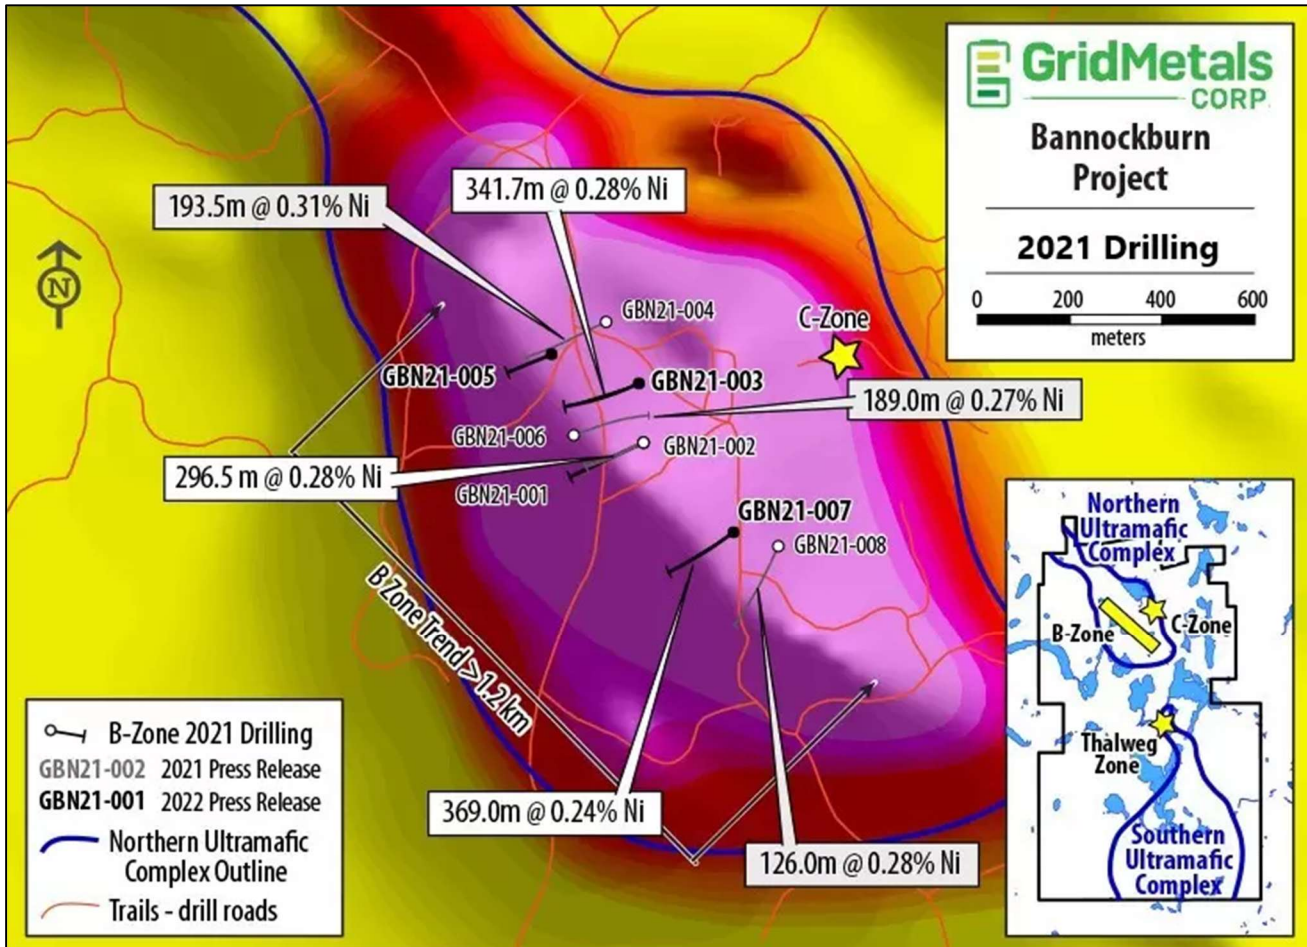 GridMetals
CORP.
Bannockburn
Project
2021 Drilling
0 200 400 600
meters
193.5m @ 0.31% Ni
341.7m @ 0.28% Ni
N
GBN21-004
C-Zone
GBN21-005
GBN21-003
189.0m @ 0.27% Ni
GBN21-006
GBN21-002
296.5 m @ 0.28% Ni
GBN21-001
GBN21-007
GBN21-008
B Zone Trend >1.2 km
369.0m @ 0.24% Ni
126.0m @ 0.28% Ni
B-Zone 2021 Drilling
GBN21-002 2021 Press Release
GBN21-001 2022 Press Release
Northern Ultramafic
Complex Outline
Trails - drill roads
Northern
Ultramafic
Complex
B-Zone
C-Zone
Thalweg
Zone
Southern
Ultramafic
Complex